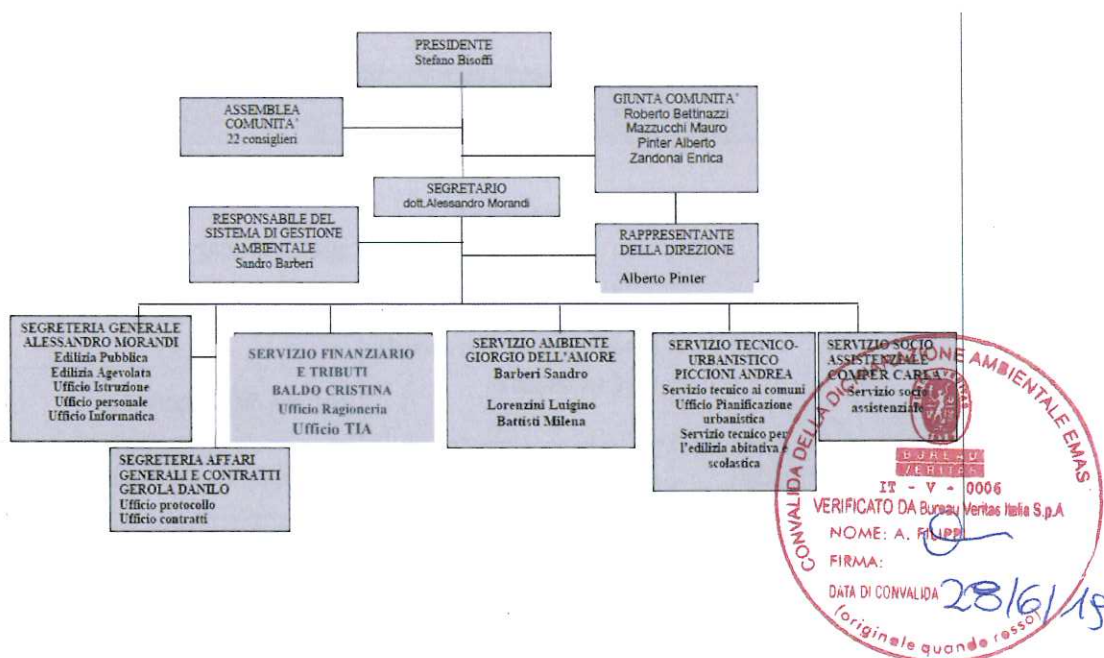 PRESIDENTE
Stefano Bisoffi
ASSEMBLEA
COMUNITA'
22 consiglieri
GIUNTA COMUNITA'
Roberto Bettinazzi
Mazzucchi Mauro
Pinter Alberto
Zandonai Enrica
SEGRETARIO
dott.Alessandro Morandi
RESPONSABILE DEL
SISTEMA DI GESTIONE
AMBIENTALE
Sandro Barberi
RAPPRESENTANTE
DELLA DIREZIONE
Alberto Pinter
SEGRETERIA GENERALE
ALESSANDRO MORANDI
Edilizia Pubblica
Edilizia Agevolata
Ufficio Istruzione
Ufficio personale
Ufficio Informatica
SERVIZIO FINANZIARIO
E TRIBUTI
BALDO CRISTINA
Ufficio Ragioneria
Ufficio TIA
SERVIZIO AMBIENTE
GIORGIO DELL'AMORE
Barberi Sandro
Lorenzini Luigino
Battisti Milena
SERVIZIO TECNICO-
URBANISTICO
PICCIONI ANDREA
Servizio tecnico ai comuni
Ufficio Pianificazione
urbanistica
Servizio tecnico per
l'edilizia abitativa e
scolastica
SERVIZIO SOCIO
ASSISTENZIALE
COMPER CARLA
Servizio socio
assistenziale
SEGRETERIA AFFARI
GENERALI E CONTRATTI
GEROLA DANILO
Ufficio protocollo
Ufficio contratti
CONVALIDA DELLA DICHIARAZIONE AMBIENTALE EMAS
BUREAU
VERITAS
IT - V - 0006
VERIFICATO DA Bureau Veritas Italia S.p.A
NOME: A. FILIPPI
FIRMA:
DATA DI CONVALIDA 28/6/19
(originale quando rosso)